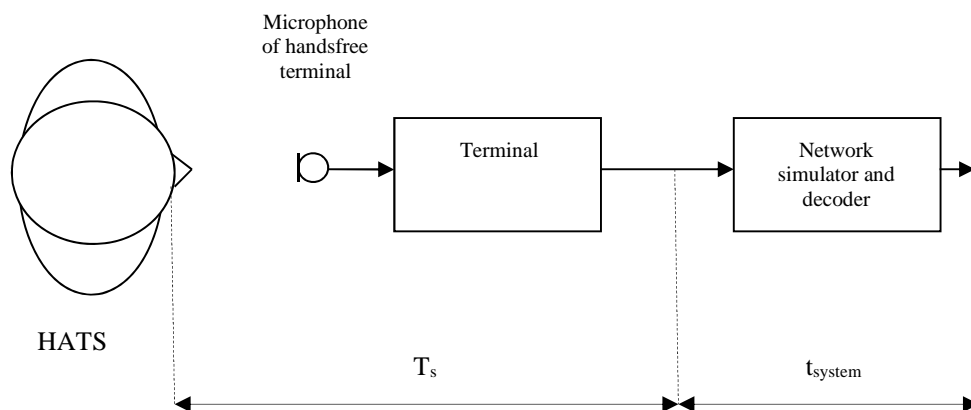 Microphone
of handsfree
terminal
Terminal
Network
simulator and
decoder
HATS
Ts
tsystem